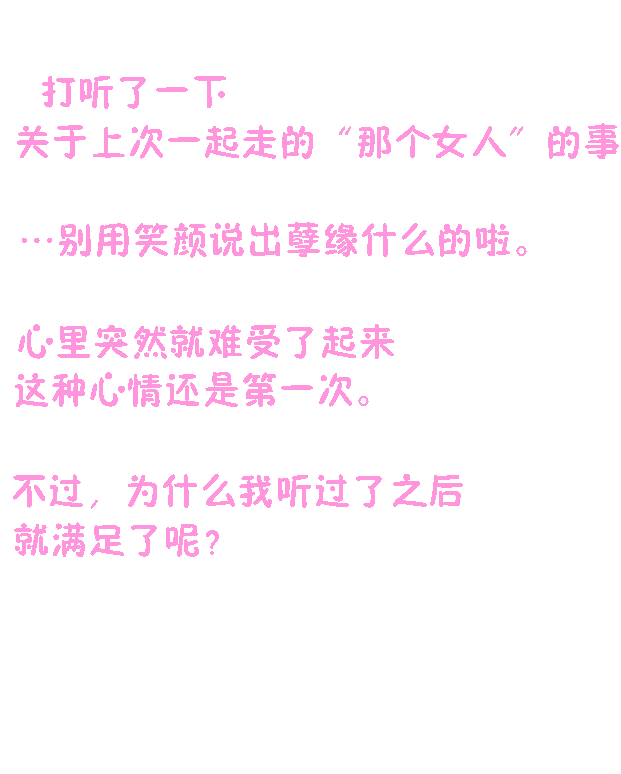 打听了一下
关于上次一起走的“那个女人”的事
…别用笑颜说出孽缘什么的啦。
心里突然就难受了起来
这种心情还是第一次。
不过，为什么我听过了之后
就满足了呢？